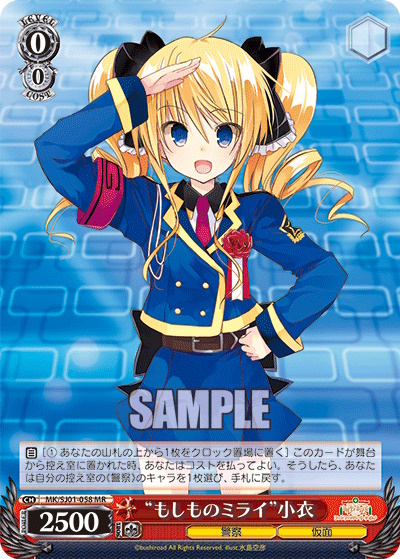 LEVEL
0
0
COST
G
SAMPLE
自【① あなたの山札の上から1枚をクロック置場に置く】このカードが舞台
から控え室に置かれた時、あなたはコストを払ってよい。そうしたら、あなた
は自分の控え室の《警察》のキャラを1枚選び、手札に戻す。
CH MK/SJ01-058 MR
“もしものミライ”小衣
POWER 2500
警察 仮面
©bushiroad All Rights Reserved. illust.水島空彦